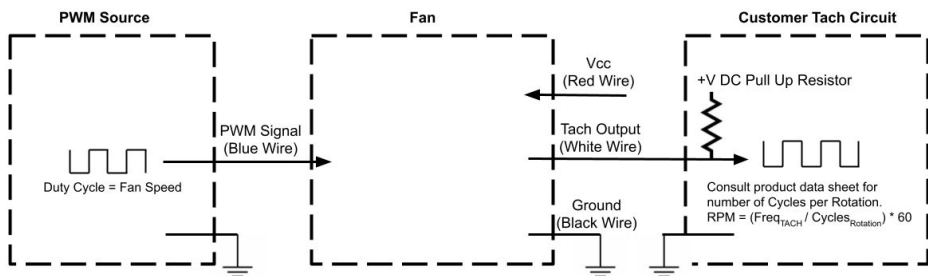 PWM Source
Fan
Customer Tach Circuit
Vcc
(Red Wire)
+V DC Pull Up Resistor
PWM Signal
(Blue Wire)
Tach Output
(White Wire)
Duty Cycle = Fan Speed
Consult product data sheet for
number of Cycles per Rotation.
RPM = (Freq_TACH / Cycles_Rotation) * 60
Ground
(Black Wire)